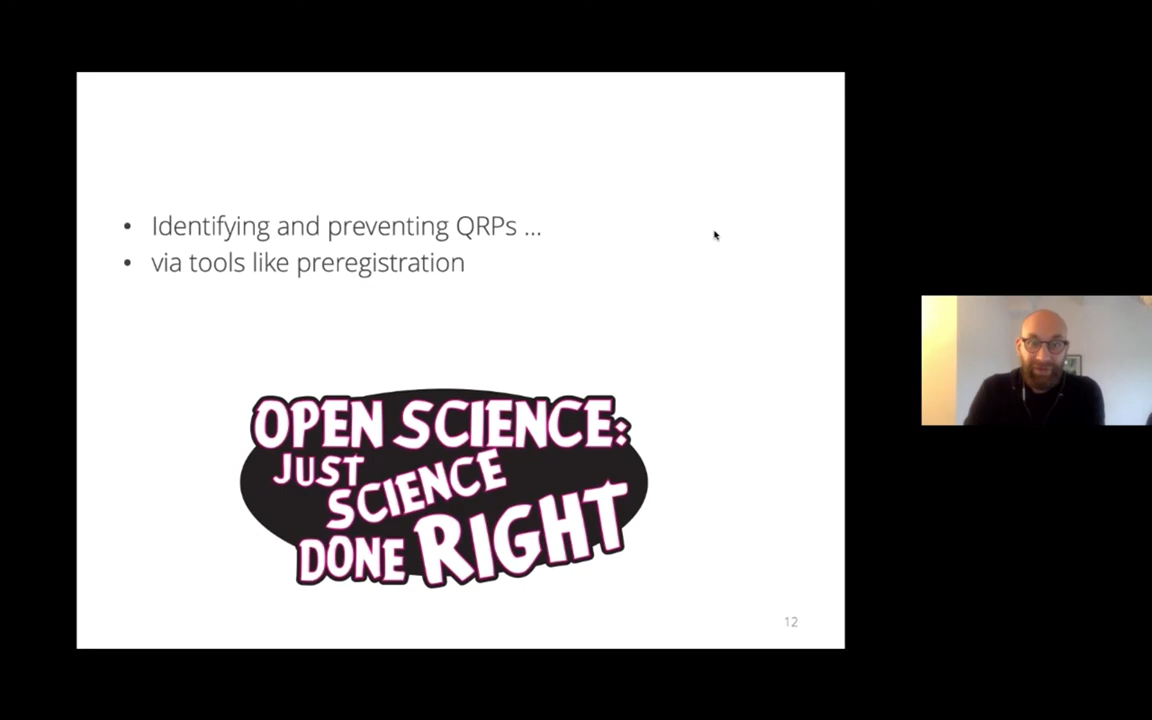 Identifying and preventing QRPs ...
via tools like preregistration
OPEN SCIENCE:
JUST
SCIENCE
DONE RIGHT
12